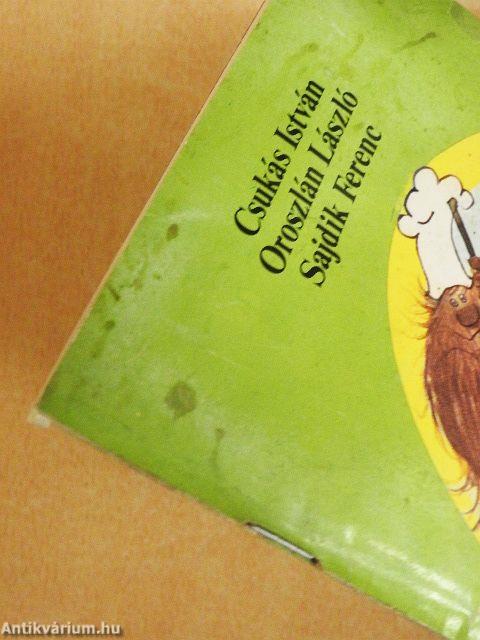 Csukás István
Oroszlán László
Sajdik Ferenc
Antikvárium.hu